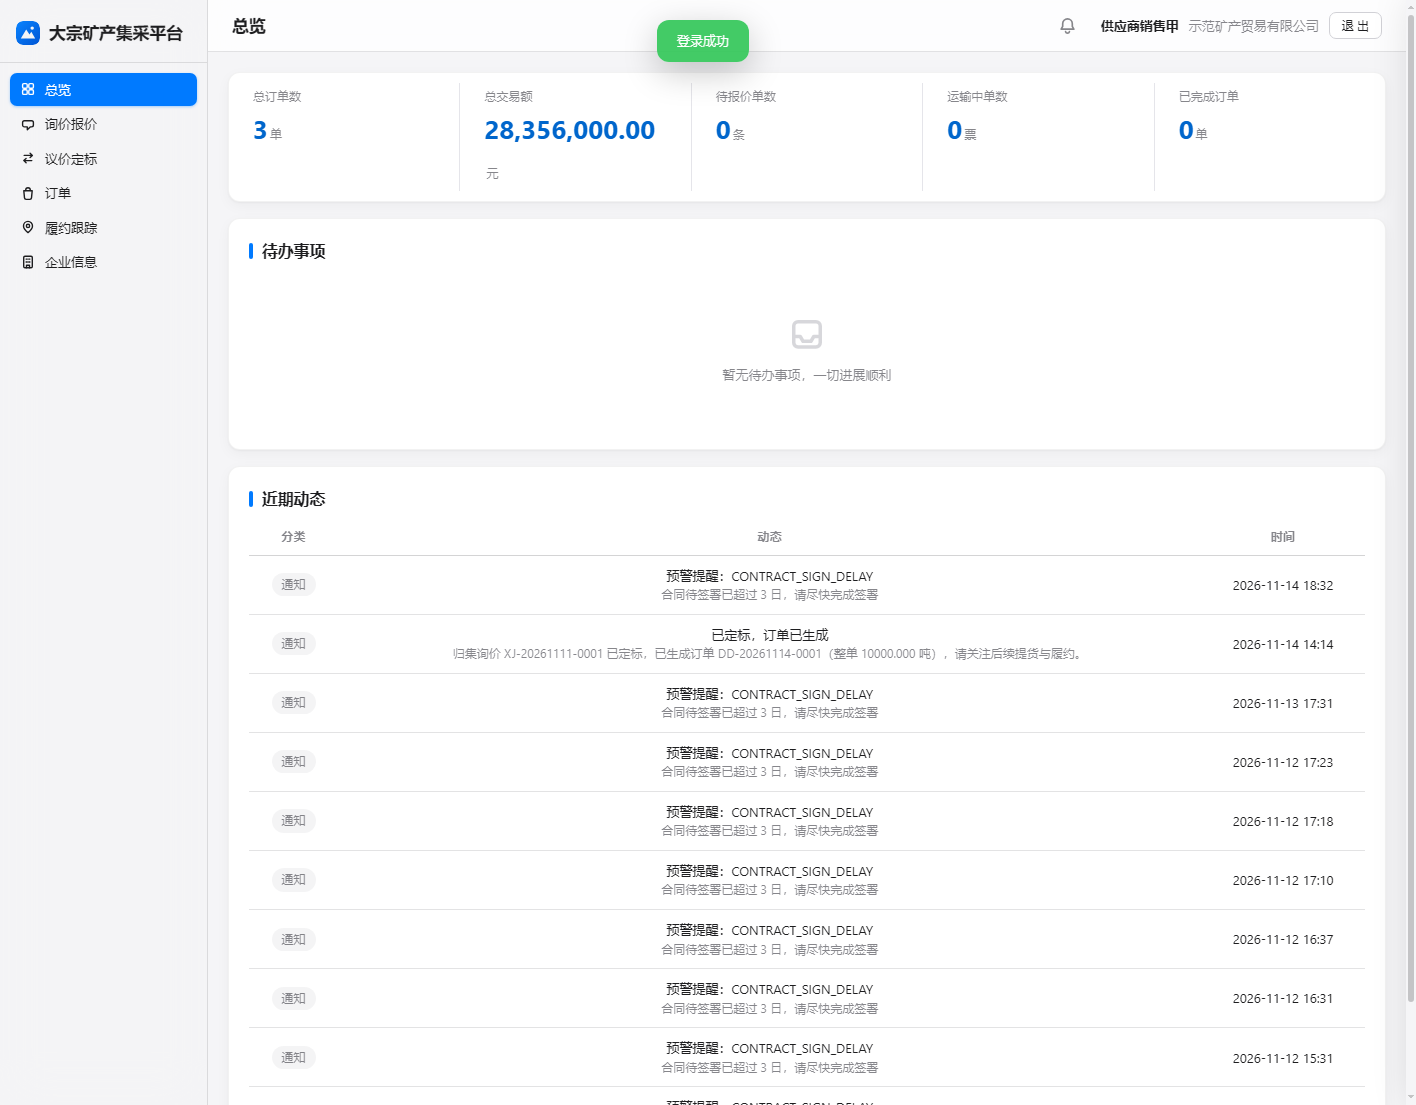 大宗矿产集采平台
总览
询价报价
议价定标
订单
履约跟踪
企业信息
总览
登录成功
供应商销售甲 示范矿产贸易有限公司 退出
总订单数
3 单
总交易额
28,356,000.00
元
待报价单数
0 条
运输中单数
0 票
已完成订单
0 单
待办事项
暂无待办事项，一切进展顺利
近期动态
分类 动态 时间
通知 预警提醒：CONTRACT_SIGN_DELAY 2026-11-14 18:32
合同待签署已超过 3 日，请尽快完成签署
通知 已定标，订单已生成 2026-11-14 14:14
归集询价 XJ-20261111-0001 已定标，已生成订单 DD-20261114-0001（整单 10000.000 吨），请关注后续提货与履约。
通知 预警提醒：CONTRACT_SIGN_DELAY 2026-11-13 17:31
合同待签署已超过 3 日，请尽快完成签署
通知 预警提醒：CONTRACT_SIGN_DELAY 2026-11-12 17:23
合同待签署已超过 3 日，请尽快完成签署
通知 预警提醒：CONTRACT_SIGN_DELAY 2026-11-12 17:18
合同待签署已超过 3 日，请尽快完成签署
通知 预警提醒：CONTRACT_SIGN_DELAY 2026-11-12 17:10
合同待签署已超过 3 日，请尽快完成签署
通知 预警提醒：CONTRACT_SIGN_DELAY 2026-11-12 16:37
合同待签署已超过 3 日，请尽快完成签署
通知 预警提醒：CONTRACT_SIGN_DELAY 2026-11-12 16:31
合同待签署已超过 3 日，请尽快完成签署
通知 预警提醒：CONTRACT_SIGN_DELAY 2026-11-12 15:31
合同待签署已超过 3 日，请尽快完成签署
预警提醒：CONTRACT_SIGN_DELAY